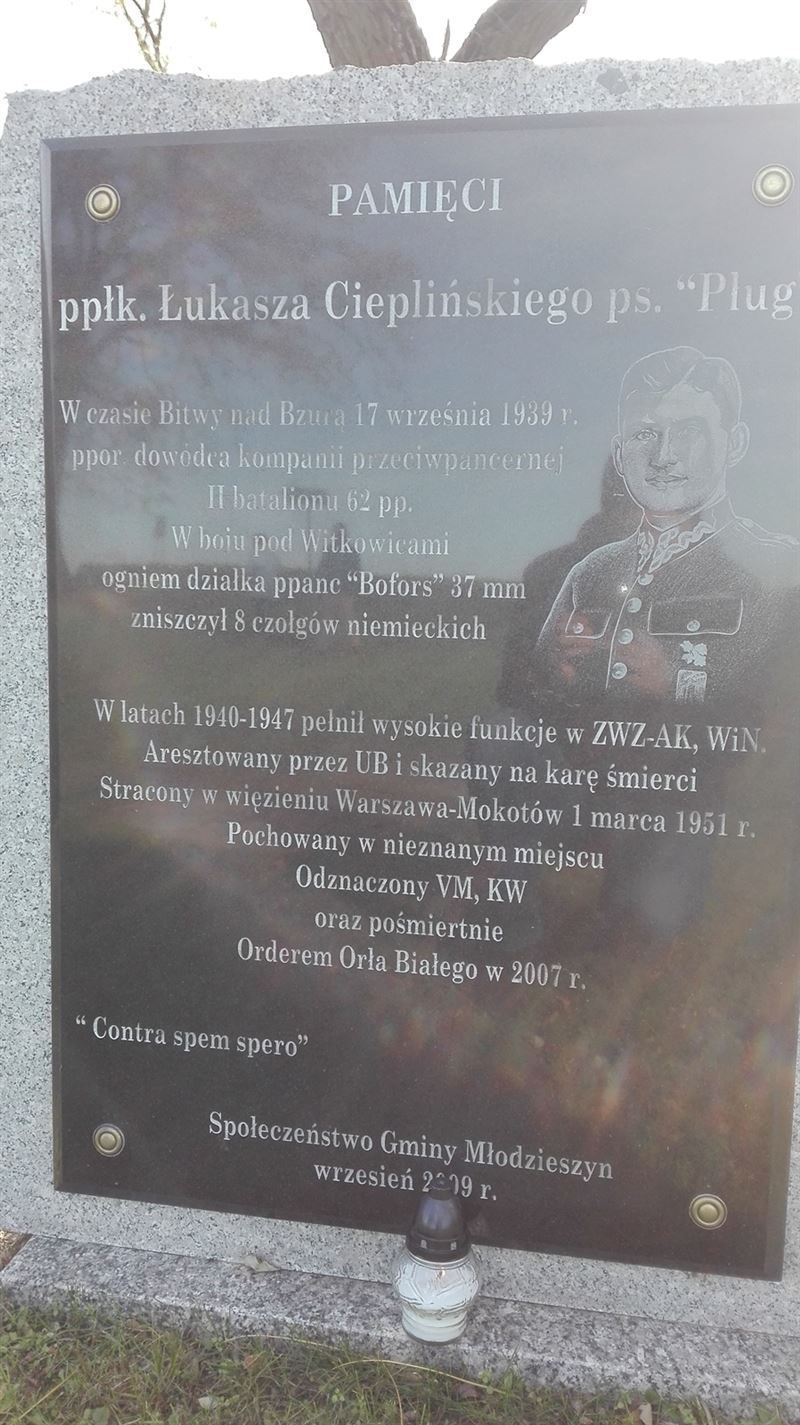 PAMIĘCI
ppłk. Łukasza Cieplińskiego ps. “Pług
W czasie Bitwy nad Bzurą 17 września 1939 r.
ppor. dowódca kompanii przeciwpancernej
II batalionu 62 pp.
W boju pod Witkowicami
ogniem działka ppanc “Bofors” 37 mm
zniszczył 8 czołgów niemieckich
W latach 1940-1947 pełnił wysokie funkcje w ZWZ-AK, WiN.
Aresztowany przez UB i skazany na karę śmierci
Stracony w więzieniu Warszawa-Mokotów 1 marca 1951 r.
Pochowany w nieznanym miejscu
Odznaczony VM, KW
oraz pośmiertnie
Orderem Orła Białego w 2007 r.
“ Contra spem spero”
Społeczeństwo Gminy Młodzieszyn
wrzesień 2009 r.